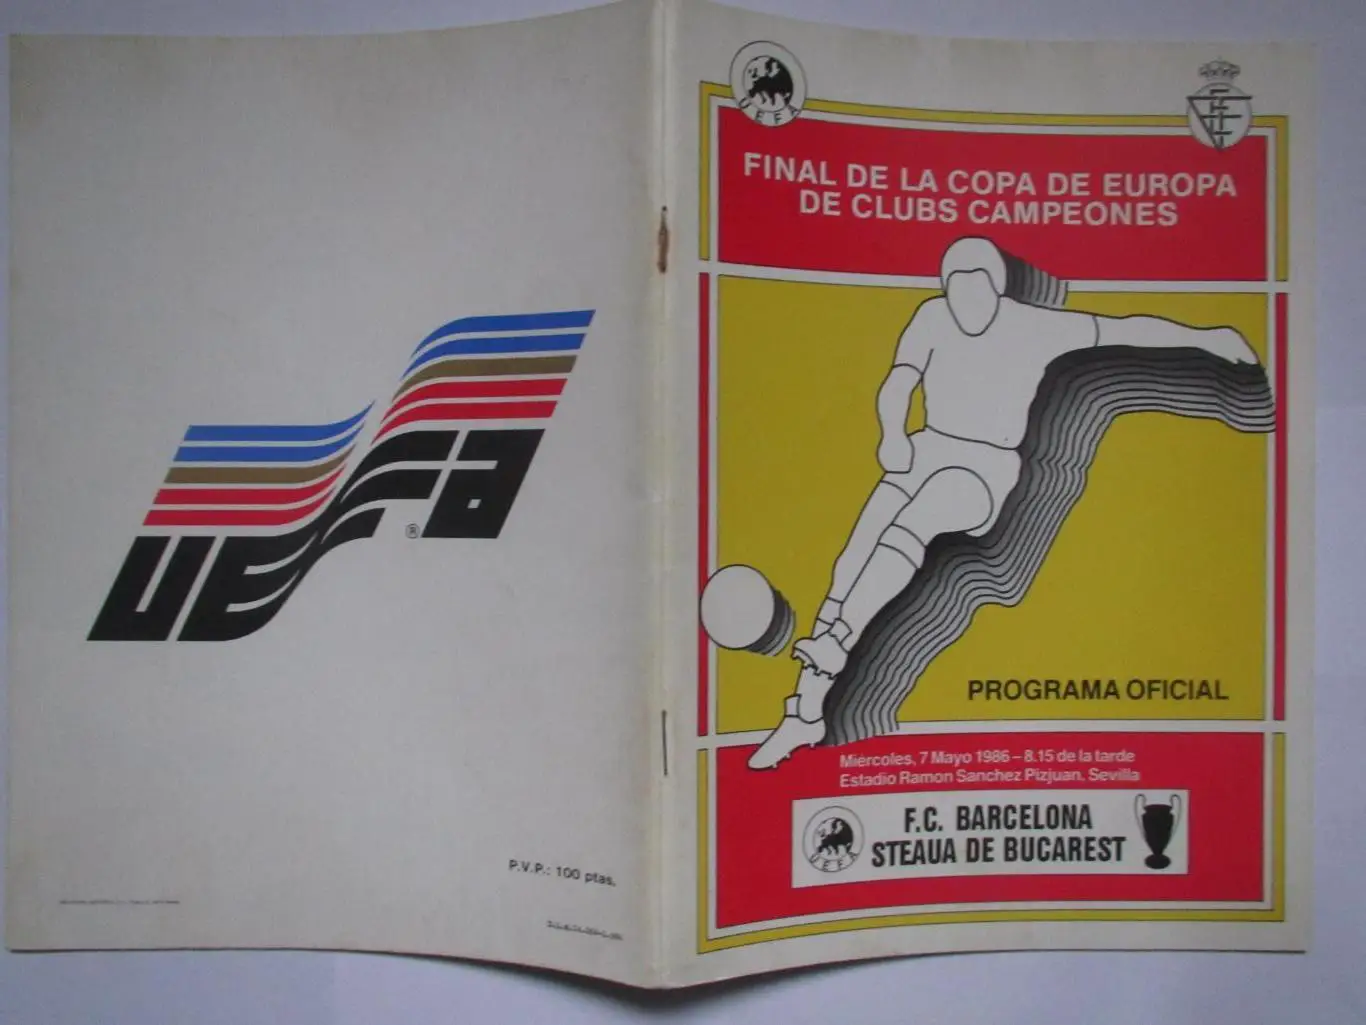 UEFA
®
P.V.P.: 100 ptas.
UEFA
FINAL DE LA COPA DE EUROPA
DE CLUBS CAMPEONES
PROGRAMA OFICIAL
Miércoles, 7 Mayo 1986 – 8.15 de la tarde
Estadio Ramon Sanchez Pizjuan. Sevilla
UEFA
F.C. BARCELONA
STEAUA DE BUCAREST